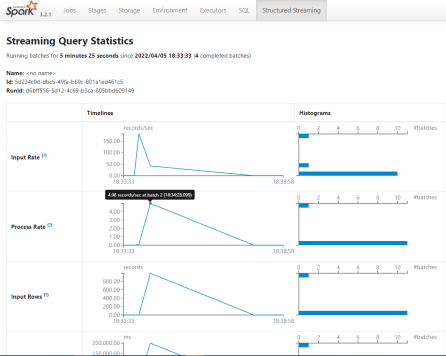 Spark 3.2.1 Jobs Stages Storage Environment Executors SQL Structured Streaming
Streaming Query Statistics
Running batches for 5 minutes 25 seconds since 2022/04/05 18:33:33 (4 completed batches)
Name: <no name>
Id: 5d234c0d-dbc6-49fa-b69c-801a1ed461c5
RunId: d6bff556-5d12-4c69-b3ca-805bbd609149
Timelines Histograms
records/sec 0 2 4 6 8 10 #batches
150.00
100.00
Input Rate (?)
50.00
0.00
18:33:33 18:38:58
4.98 records/sec at batch 2 (18:34:28.099)
0 2 4 6 8 10 #batches
4.00
3.00
Process Rate (?)
2.00
1.00
0.00
18:33:33 18:38:58
records 0 2 4 6 8 10 #batches
800.00
600.00
Input Rows (?)
400.00
200.00
0.00
18:33:33 18:38:58
ms 0 2 4 6 8 10 #batches
200,000.00
150,000.00